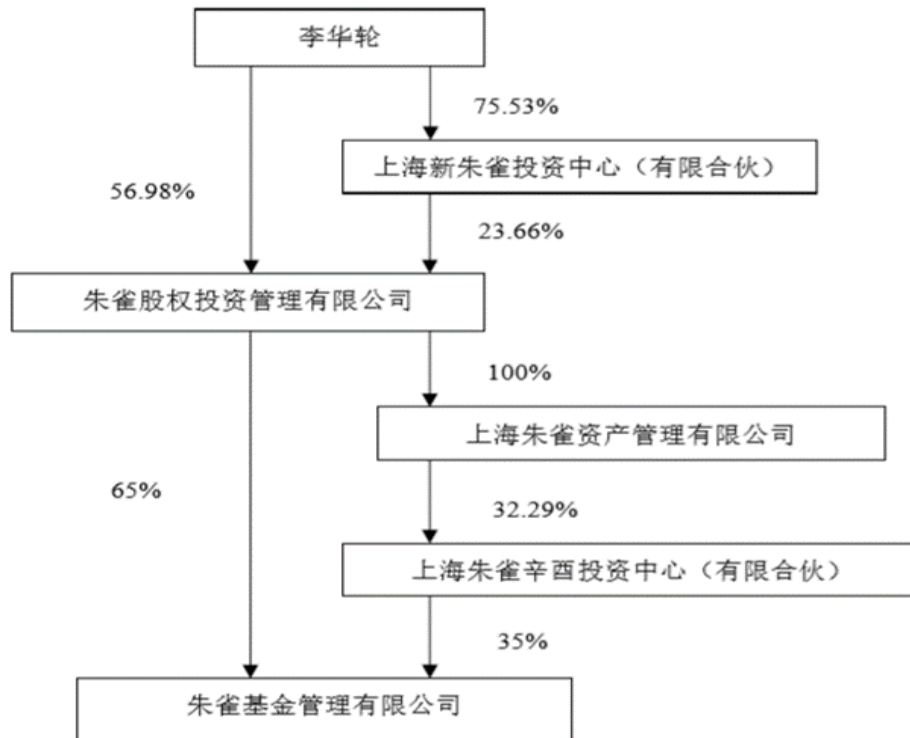 李华轮
75.53%
上海新朱雀投资中心（有限合伙）
56.98%
23.66%
朱雀股权投资管理有限公司
100%
上海朱雀资产管理有限公司
65%
32.29%
上海朱雀辛酉投资中心（有限合伙）
35%
朱雀基金管理有限公司